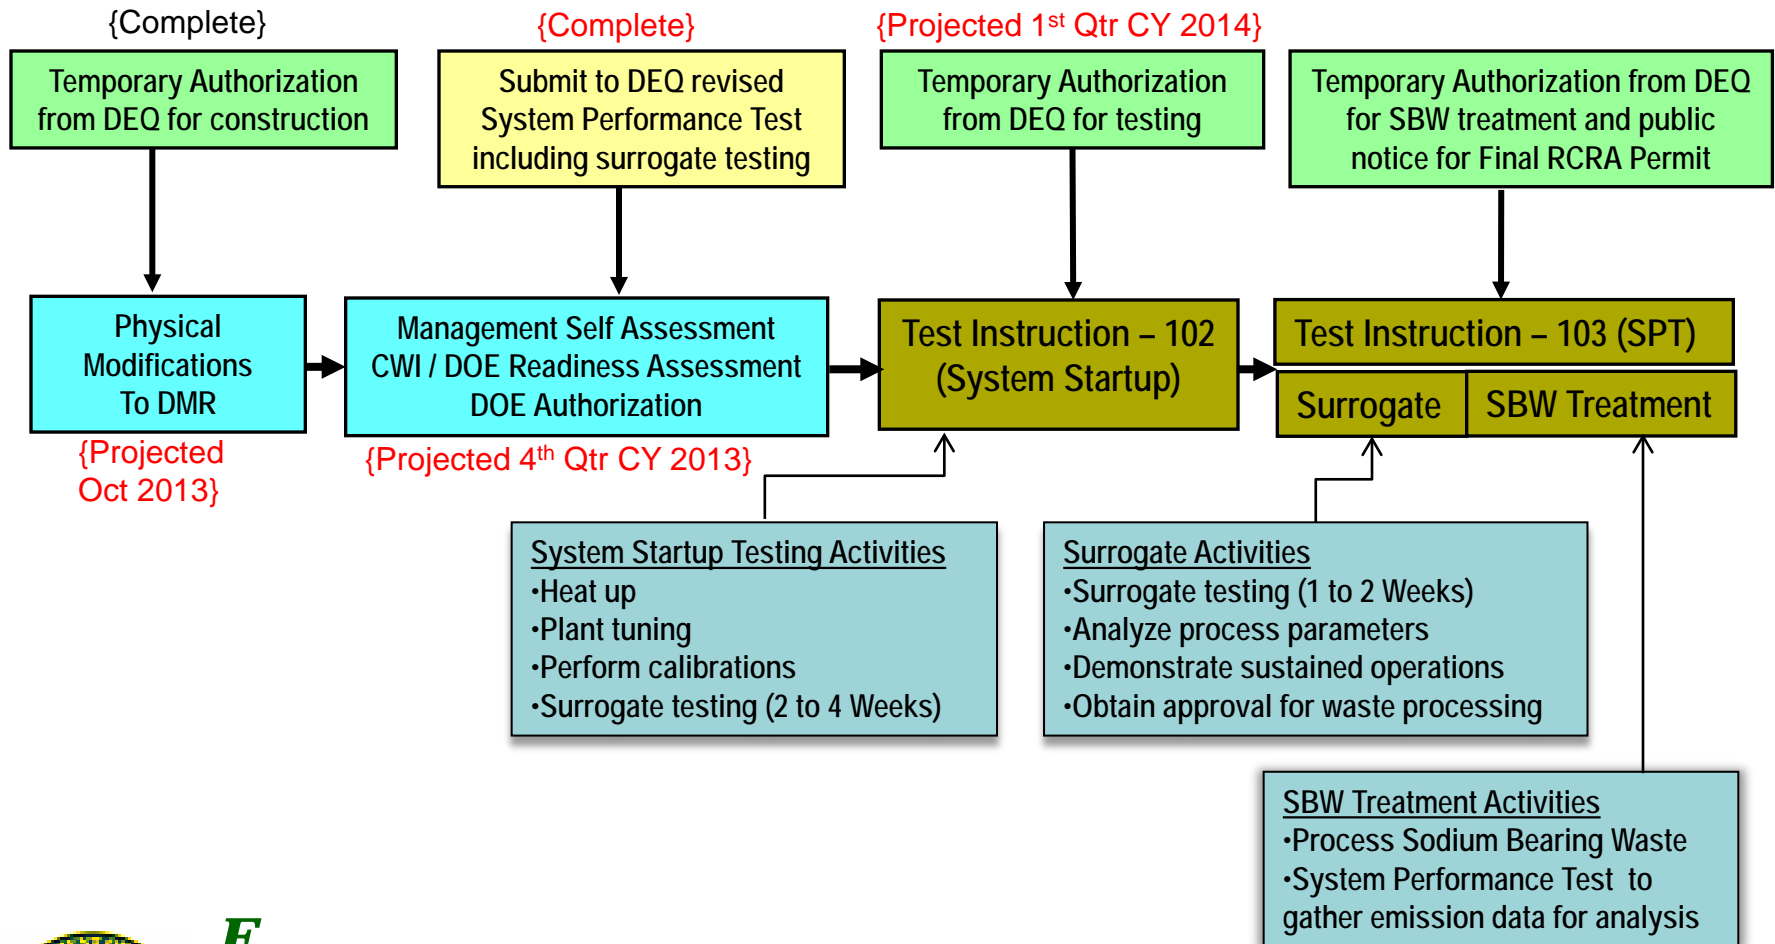 {Complete}
Temporary Authorization
from DEQ for construction
{Complete}
Submit to DEQ revised
System Performance Test
including surrogate testing
{Projected 1st Qtr CY 2014}
Temporary Authorization
from DEQ for testing
Temporary Authorization from DEQ
for SBW treatment and public
notice for Final RCRA Permit
Physical
Modifications
To DMR
{Projected
Oct 2013}
Management Self Assessment
CWI / DOE Readiness Assessment
DOE Authorization
{Projected 4th Qtr CY 2013}
Test Instruction – 102
(System Startup)
Test Instruction – 103 (SPT)
Surrogate
SBW Treatment
System Startup Testing Activities
•Heat up
•Plant tuning
•Perform calibrations
•Surrogate testing (2 to 4 Weeks)
Surrogate Activities
•Surrogate testing (1 to 2 Weeks)
•Analyze process parameters
•Demonstrate sustained operations
•Obtain approval for waste processing
SBW Treatment Activities
•Process Sodium Bearing Waste
•System Performance Test to
gather emission data for analysis
E